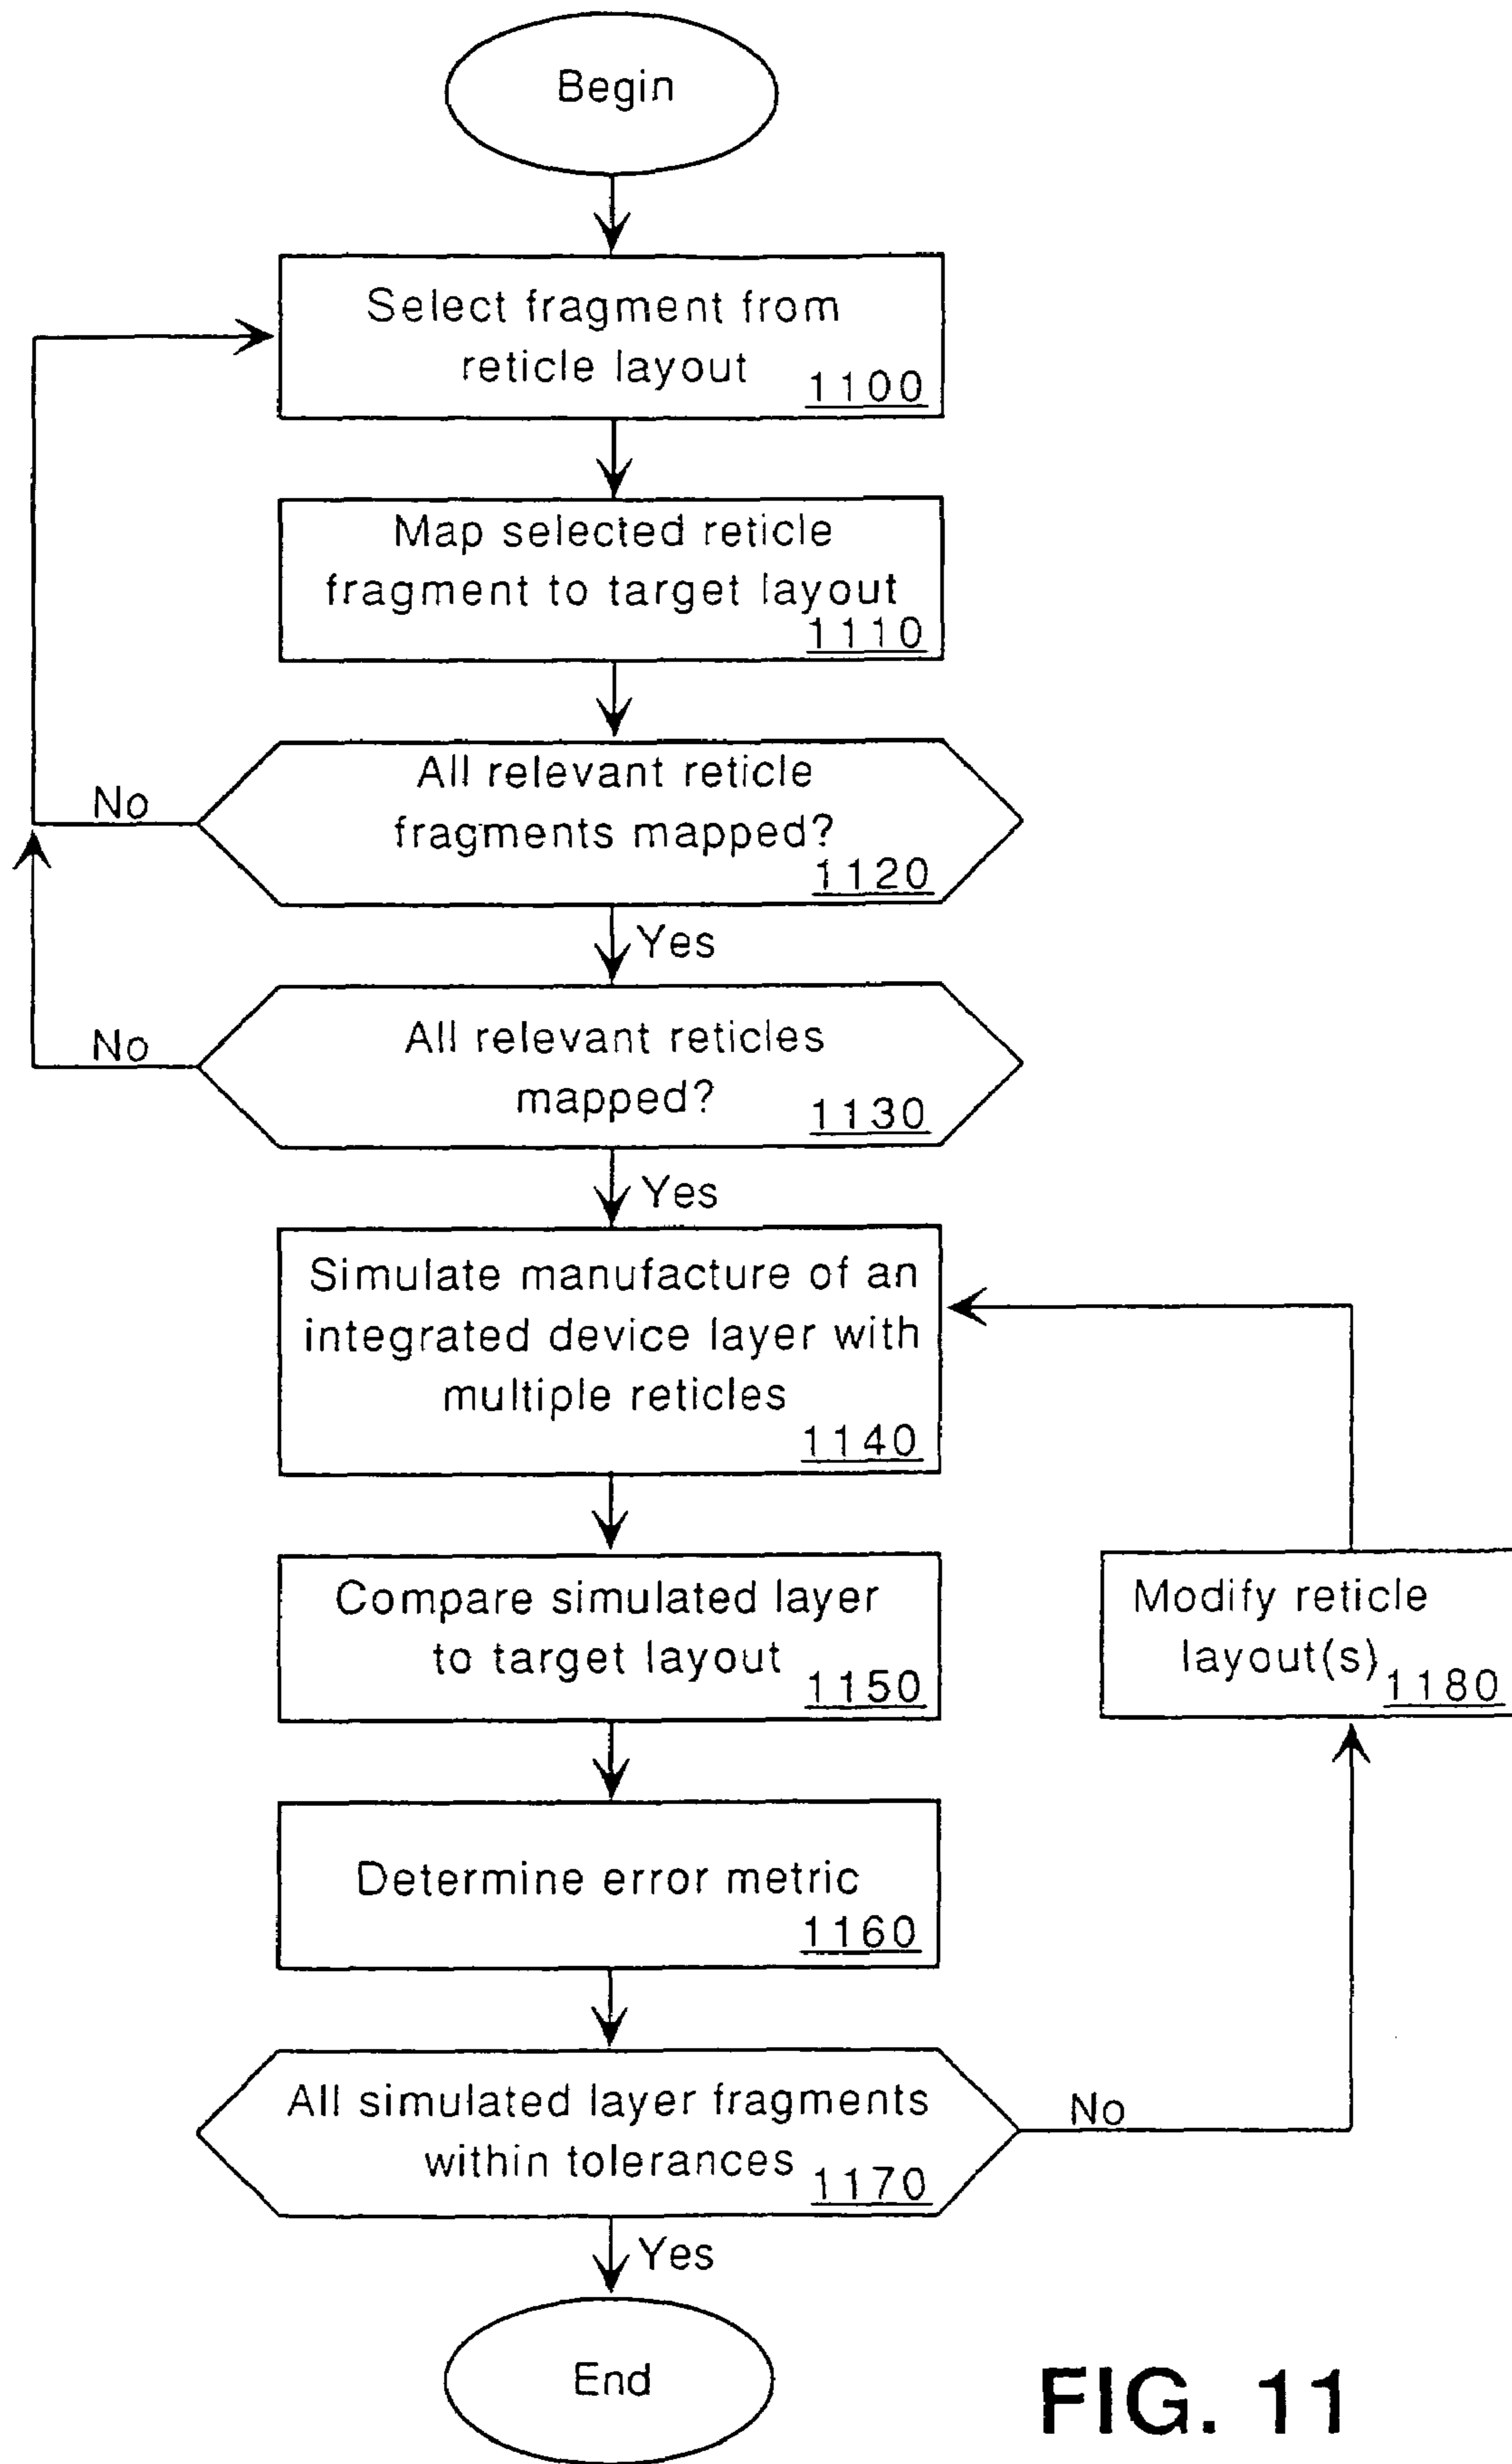 Begin
Select fragment from
reticle layout
1100
Map selected reticle
fragment to target layout
1110
All relevant reticle
fragments mapped?
1120
No
Yes
All relevant reticles
mapped?
1130
No
Yes
Simulate manufacture of an
integrated device layer with
multiple reticles
1140
Compare simulated layer
to target layout
1150
Modify reticle
layout(s)
1180
Determine error metric
1160
All simulated layer fragments
within tolerances
1170
No
Yes
End
FIG. 11